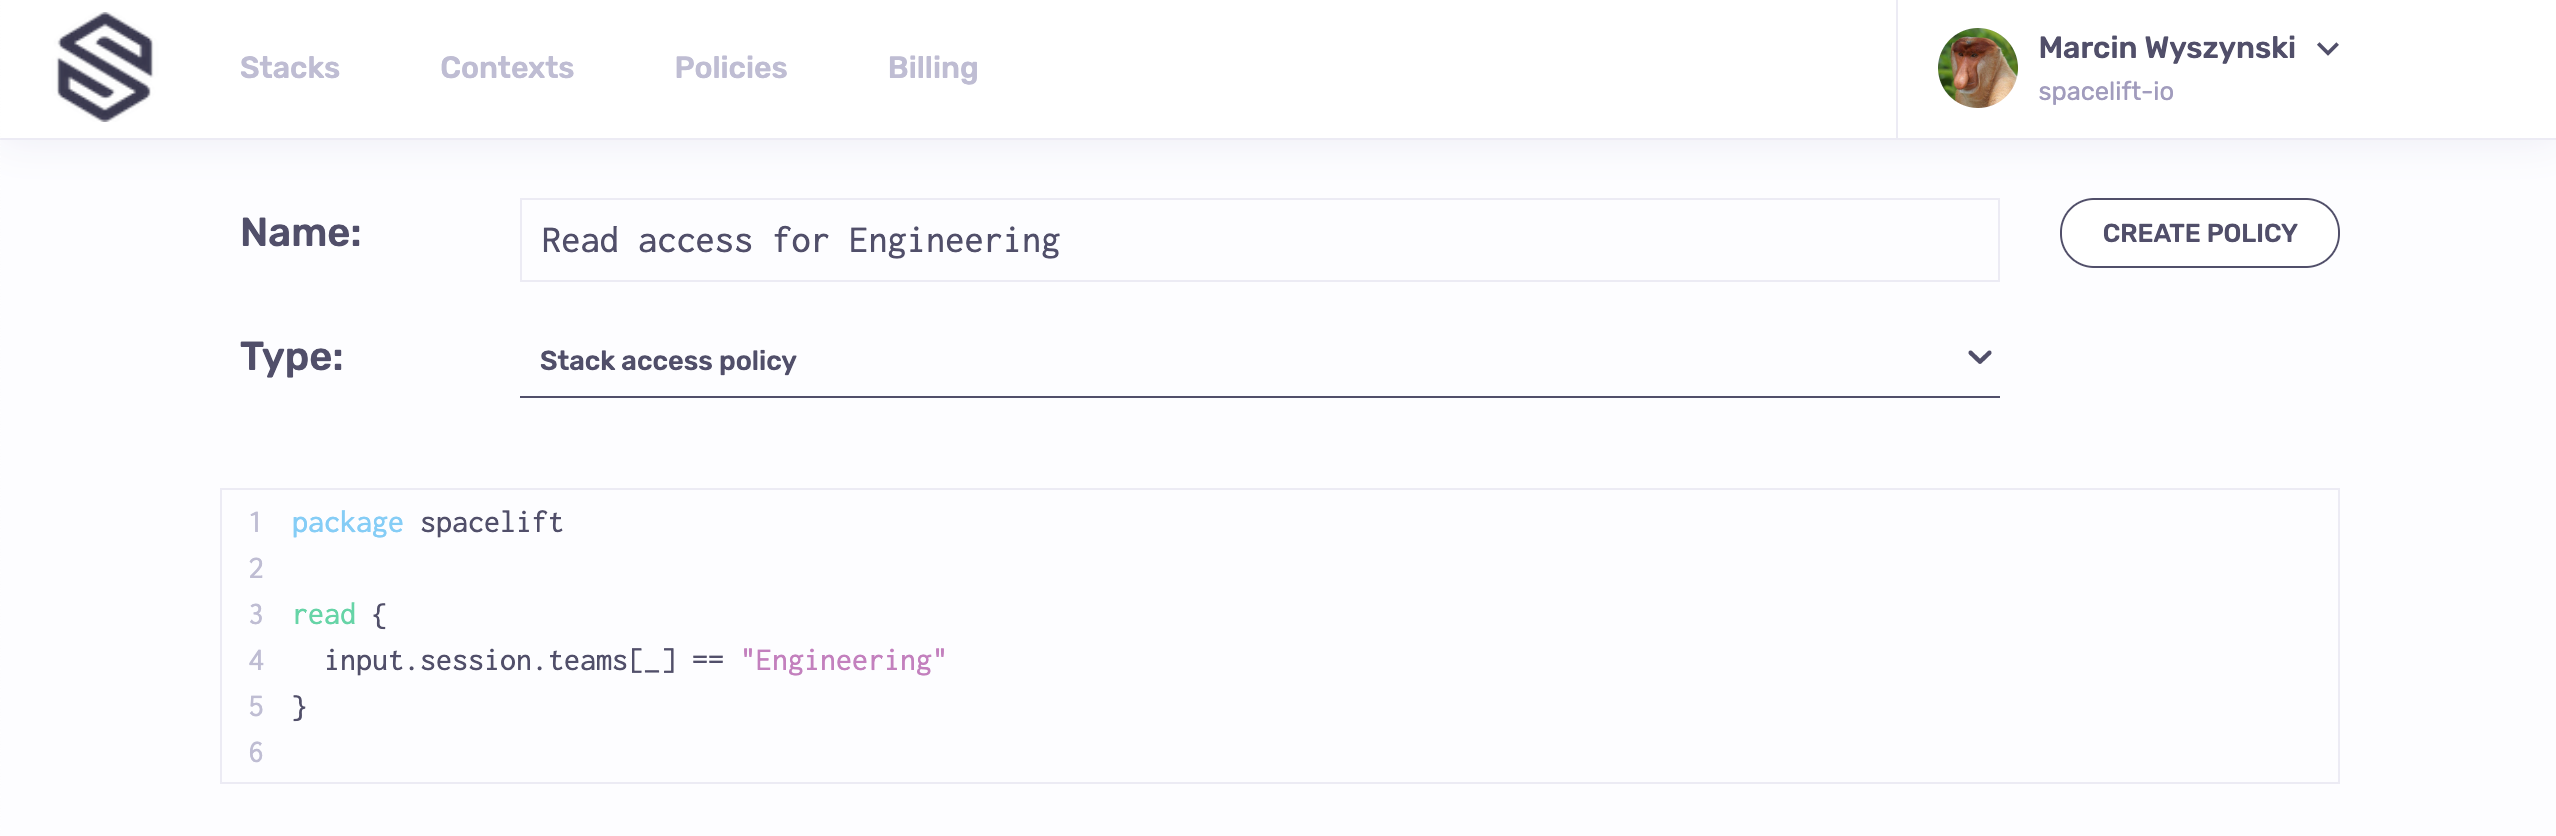 Stacks Contexts Policies Billing
Marcin Wyszynski
spacelift-io
Name: Read access for Engineering
CREATE POLICY
Type: Stack access policy
1 package spacelift
2
3 read {
4   input.session.teams[_] == "Engineering"
5 }
6